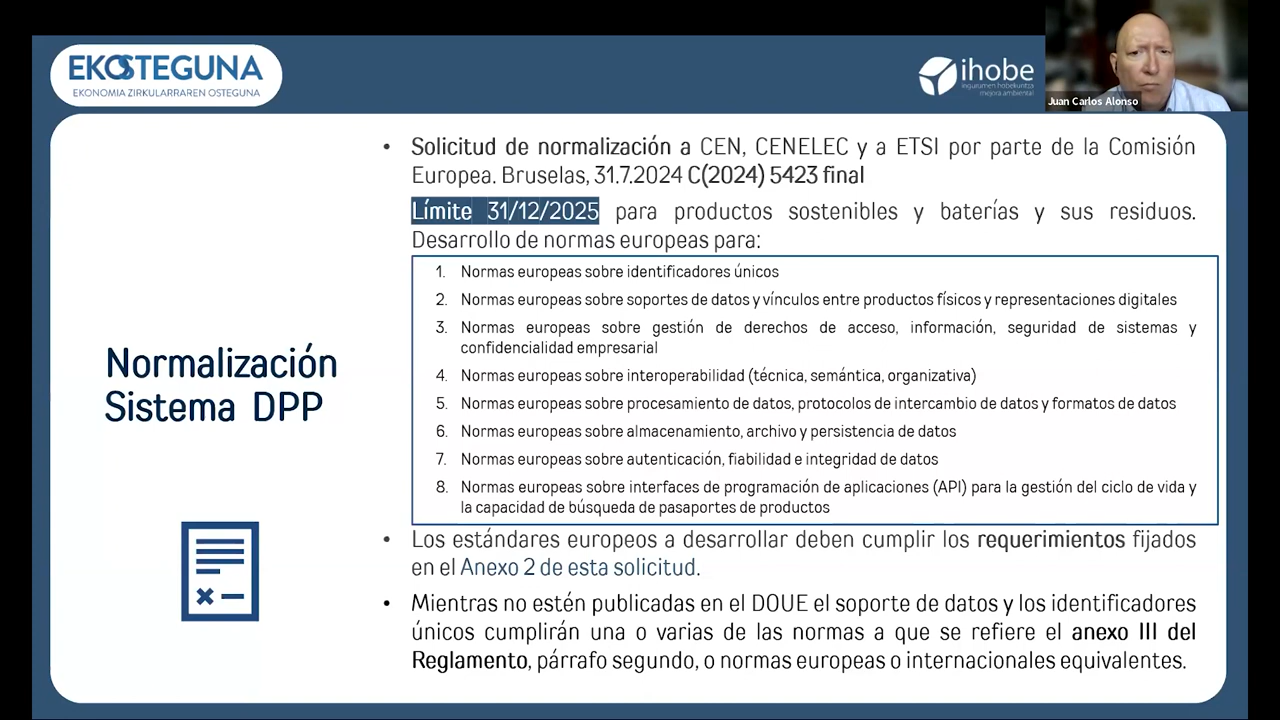 EKOSTEGUNA
EKONOMIA ZIRKULARRAREN OSTEGUNA
ihobe
ingurumen hobekuntza
mejora ambiental
Juan Carlos Alonso
Normalización
Sistema DPP
• Solicitud de normalización a CEN, CENELEC y a ETSI por parte de la Comisión
Europea. Bruselas, 31.7.2024 C(2024) 5423 final
Límite 31/12/2025 para productos sostenibles y baterías y sus residuos.
Desarrollo de normas europeas para:
1. Normas europeas sobre identificadores únicos
2. Normas europeas sobre soportes de datos y vínculos entre productos físicos y representaciones digitales
3. Normas europeas sobre gestión de derechos de acceso, información, seguridad de sistemas y
confidencialidad empresarial
4. Normas europeas sobre interoperabilidad (técnica, semántica, organizativa)
5. Normas europeas sobre procesamiento de datos, protocolos de intercambio de datos y formatos de datos
6. Normas europeas sobre almacenamiento, archivo y persistencia de datos
7. Normas europeas sobre autenticación, fiabilidad e integridad de datos
8. Normas europeas sobre interfaces de programación de aplicaciones (API) para la gestión del ciclo de vida y
la capacidad de búsqueda de pasaportes de productos
• Los estándares europeos a desarrollar deben cumplir los requerimientos fijados
en el Anexo 2 de esta solicitud.
• Mientras no estén publicadas en el DOUE el soporte de datos y los identificadores
únicos cumplirán una o varias de las normas a que se refiere el anexo III del
Reglamento, párrafo segundo, o normas europeas o internacionales equivalentes.